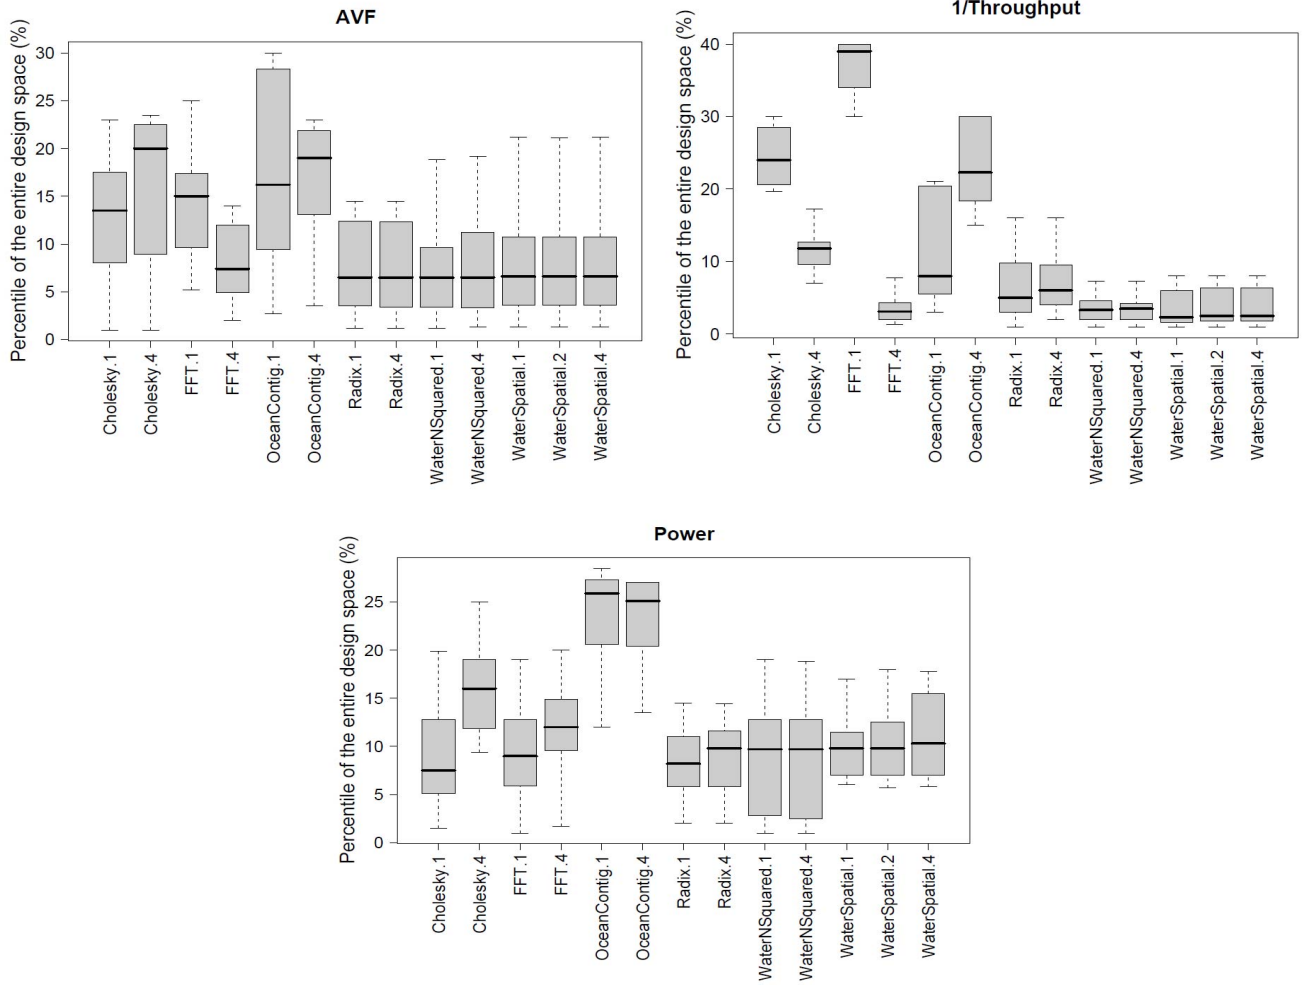 AVF
Percentile of the entire design space (%)
30
25
20
15
10
5
0
Cholesky.1
Cholesky.4
FFT.1
FFT.4
OceanContig.1
OceanContig.4
Radix.1
Radix.4
WaterNSquared.1
WaterNSquared.4
WaterSpatial.1
WaterSpatial.2
WaterSpatial.4
1/Throughput
Percentile of the entire design space (%)
40
30
20
10
0
Cholesky.1
Cholesky.4
FFT.1
FFT.4
OceanContig.1
OceanContig.4
Radix.1
Radix.4
WaterNSquared.1
WaterNSquared.4
WaterSpatial.1
WaterSpatial.2
WaterSpatial.4
Power
Percentile of the entire design space (%)
25
20
15
10
5
0
Cholesky.1
Cholesky.4
FFT.1
FFT.4
OceanContig.1
OceanContig.4
Radix.1
Radix.4
WaterNSquared.1
WaterNSquared.4
WaterSpatial.1
WaterSpatial.2
WaterSpatial.4